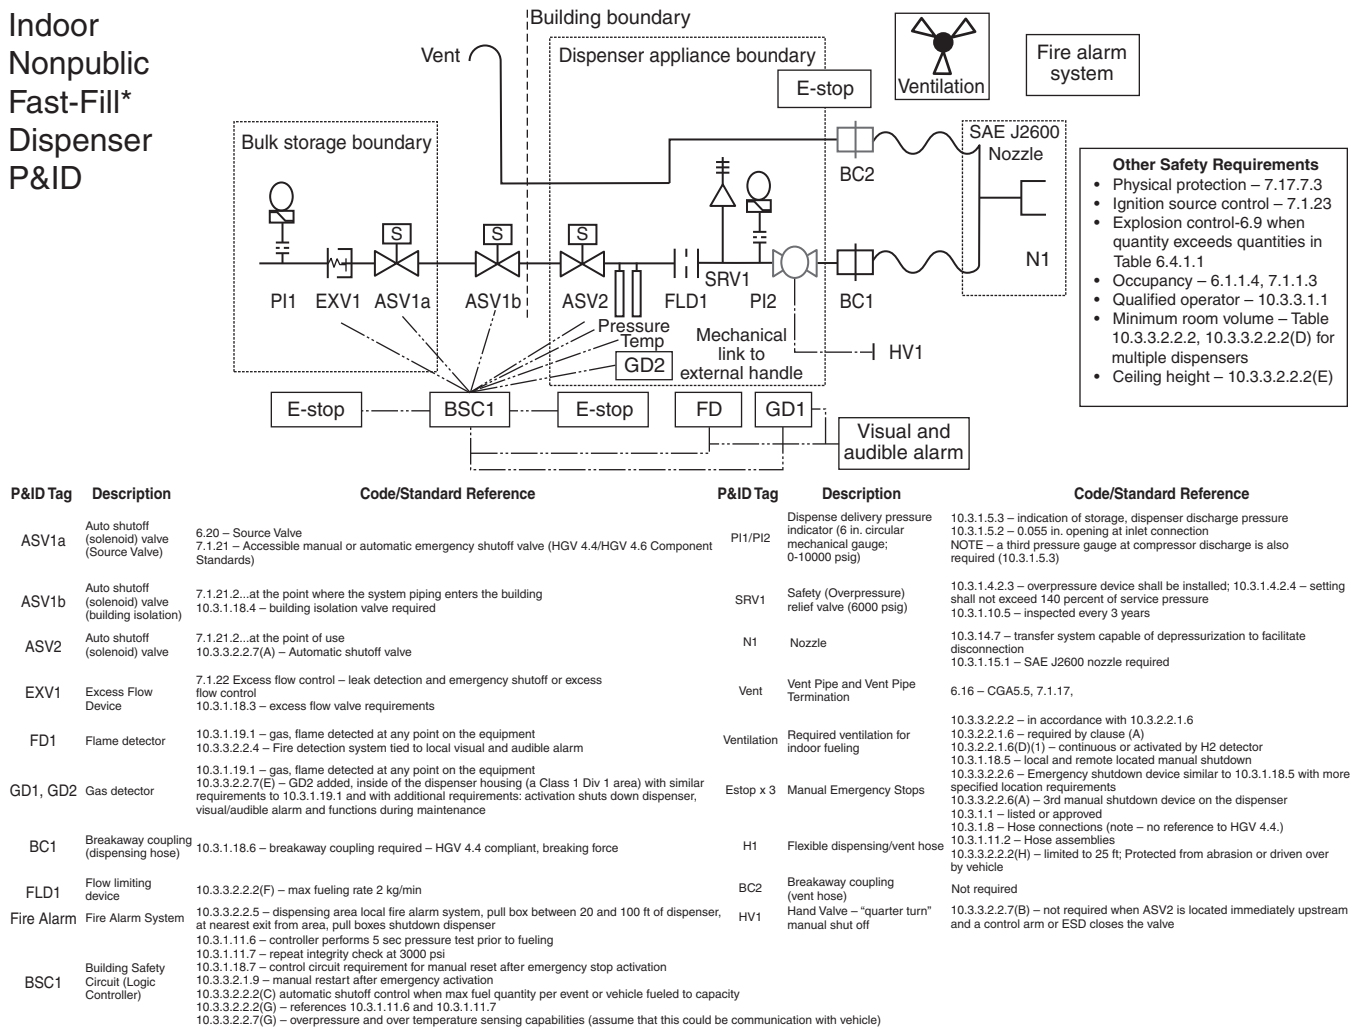 Indoor
Nonpublic
Fast-Fill*
Dispenser
P&ID
Building boundary
Vent
Dispenser appliance boundary
E-stop
Ventilation
Fire alarm
system
Bulk storage boundary
SAE J2600
Nozzle
BC2
S
S
S
N1
PI1
EXV1
ASV1a
ASV1b
ASV2
FLD1
SRV1
PI2
BC1
Pressure
Temp
GD2
Mechanical
link to
external handle
HV1
E-stop
BSC1
E-stop
FD
GD1
Visual and
audible alarm
Other Safety Requirements
• Physical protection – 7.17.7.3
• Ignition source control – 7.1.23
• Explosion control-6.9 when
quantity exceeds quantities in
Table 6.4.1.1
• Occupancy – 6.1.1.4, 7.1.1.3
• Qualified operator – 10.3.3.1.1
• Minimum room volume – Table
10.3.3.2.2.2, 10.3.3.2.2.2(D) for
multiple dispensers
• Ceiling height – 10.3.3.2.2.2(E)
P&ID Tag Description Code/Standard Reference
ASV1a
Auto shutoff
(solenoid) valve
(Source Valve)
6.20 – Source Valve
7.1.21 – Accessible manual or automatic emergency shutoff valve (HGV 4.4/HGV 4.6 Component
Standards)
ASV1b
Auto shutoff
(solenoid) valve
(building isolation)
7.1.21.2...at the point where the system piping enters the building
10.3.1.18.4 – building isolation valve required
ASV2
Auto shutoff
(solenoid) valve
7.1.21.2...at the point of use
10.3.3.2.2.7(A) – Automatic shutoff valve
EXV1
Excess Flow
Device
7.1.22 Excess flow control – leak detection and emergency shutoff or excess
flow control
10.3.1.18.3 – excess flow valve requirements
FD1
Flame detector
10.3.1.19.1 – gas, flame detected at any point on the equipment
10.3.3.2.2.4 – Fire detection system tied to local visual and audible alarm
GD1, GD2
Gas detector
10.3.1.19.1 – gas, flame detected at any point on the equipment
10.3.3.2.2.7(E) – GD2 added, inside of the dispenser housing (a Class 1 Div 1 area) with similar
requirements to 10.3.1.19.1 and with additional requirements: activation shuts down dispenser,
visual/audible alarm and functions during maintenance
BC1
Breakaway coupling
(dispensing hose)
10.3.1.18.6 – breakaway coupling required – HGV 4.4 compliant, breaking force
FLD1
Flow limiting
device
10.3.3.2.2.2(F) – max fueling rate 2 kg/min
Fire Alarm
Fire Alarm System
10.3.3.2.2.5 – dispensing area local fire alarm system, pull box between 20 and 100 ft of dispenser,
at nearest exit from area, pull boxes shutdown dispenser
BSC1
Building Safety
Circuit (Logic
Controller)
10.3.1.11.6 – controller performs 5 sec pressure test prior to fueling
10.3.1.11.7 – repeat integrity check at 3000 psi
10.3.1.18.7 – control circuit requirement for manual reset after emergency stop activation
10.3.3.2.1.9 – manual restart after emergency activation
10.3.3.2.2.2(C) automatic shutoff control when max fuel quantity per event or vehicle fueled to capacity
10.3.3.2.2.2(G) – references 10.3.1.11.6 and 10.3.1.11.7
10.3.3.2.2.7(G) – overpressure and over temperature sensing capabilities (assume that this could be communication with vehicle)
P&ID Tag Description Code/Standard Reference
PI1/PI2
Dispense delivery pressure
indicator (6 in. circular
mechanical gauge;
0-10000 psig)
10.3.1.5.3 – indication of storage, dispenser discharge pressure
10.3.1.5.2 – 0.055 in. opening at inlet connection
NOTE – a third pressure gauge at compressor discharge is also
required (10.3.1.5.3)
SRV1
Safety (Overpressure)
relief valve (6000 psig)
10.3.1.4.2.3 – overpressure device shall be installed; 10.3.1.4.2.4 – setting
shall not exceed 140 percent of service pressure
10.3.1.10.5 – inspected every 3 years
N1
Nozzle
10.3.14.7 – transfer system capable of depressurization to facilitate
disconnection
10.3.1.15.1 – SAE J2600 nozzle required
Vent
Vent Pipe and Vent Pipe
Termination
6.16 – CGA5.5, 7.1.17,
Ventilation
Required ventilation for
indoor fueling
10.3.3.2.2.2 – in accordance with 10.3.2.2.1.6
10.3.2.2.1.6 – required by clause (A)
10.3.2.2.1.6(D)(1) – continuous or activated by H2 detector
Estop x 3
Manual Emergency Stops
10.3.1.18.5 – local and remote located manual shutdown
10.3.3.2.2.6 – Emergency shutdown device similar to 10.3.1.18.5 with more
specified location requirements
10.3.3.2.2.6(A) – 3rd manual shutdown device on the dispenser
H1
Flexible dispensing/vent hose
10.3.1.1 – listed or approved
10.3.1.8 – Hose connections (note – no reference to HGV 4.4.)
10.3.1.11.2 – Hose assemblies
10.3.3.2.2.2(H) – limited to 25 ft; Protected from abrasion or driven over
by vehicle
BC2
Breakaway coupling
(vent hose)
Not required
HV1
Hand Valve – “quarter turn”
manual shut off
10.3.3.2.2.7(B) – not required when ASV2 is located immediately upstream
and a control arm or ESD closes the valve